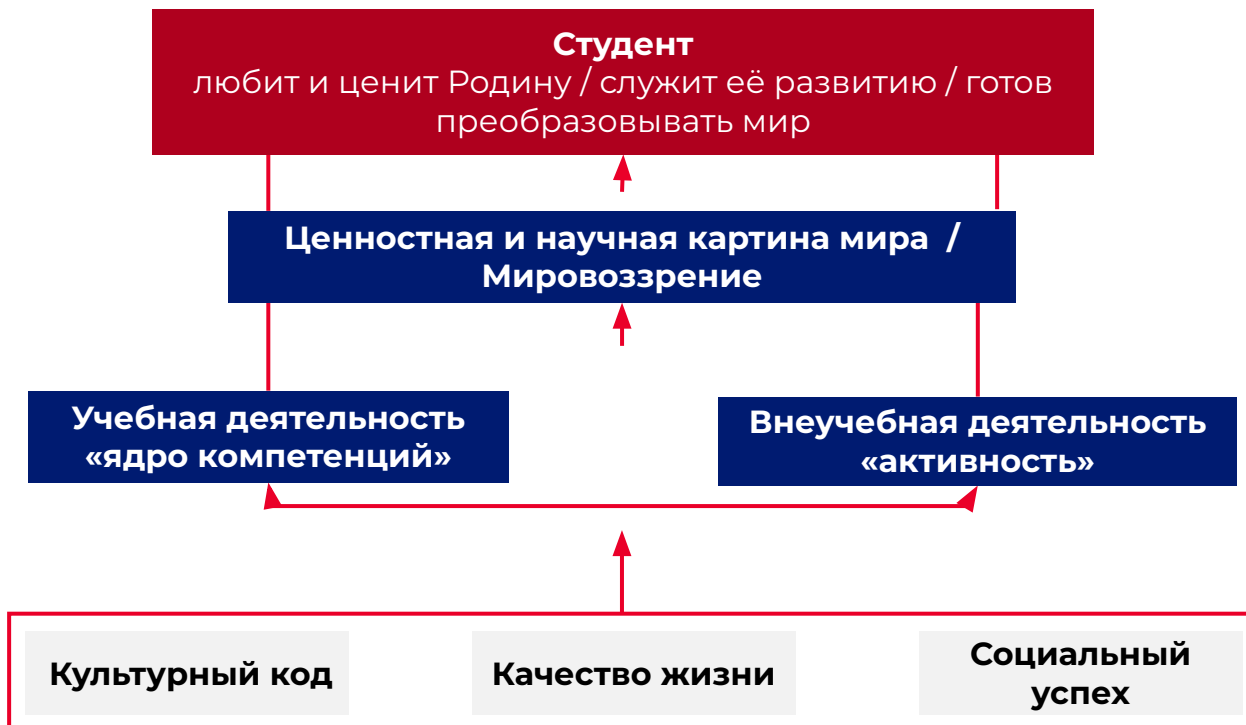 Студент
любит и ценит Родину / служит её развитию / готов
преобразовывать мир
Ценностная и научная картина мира /
Мировоззрение
Учебная деятельность
«ядро компетенций»
Внеучебная деятельность
«активность»
Культурный код
Качество жизни
Социальный
успех